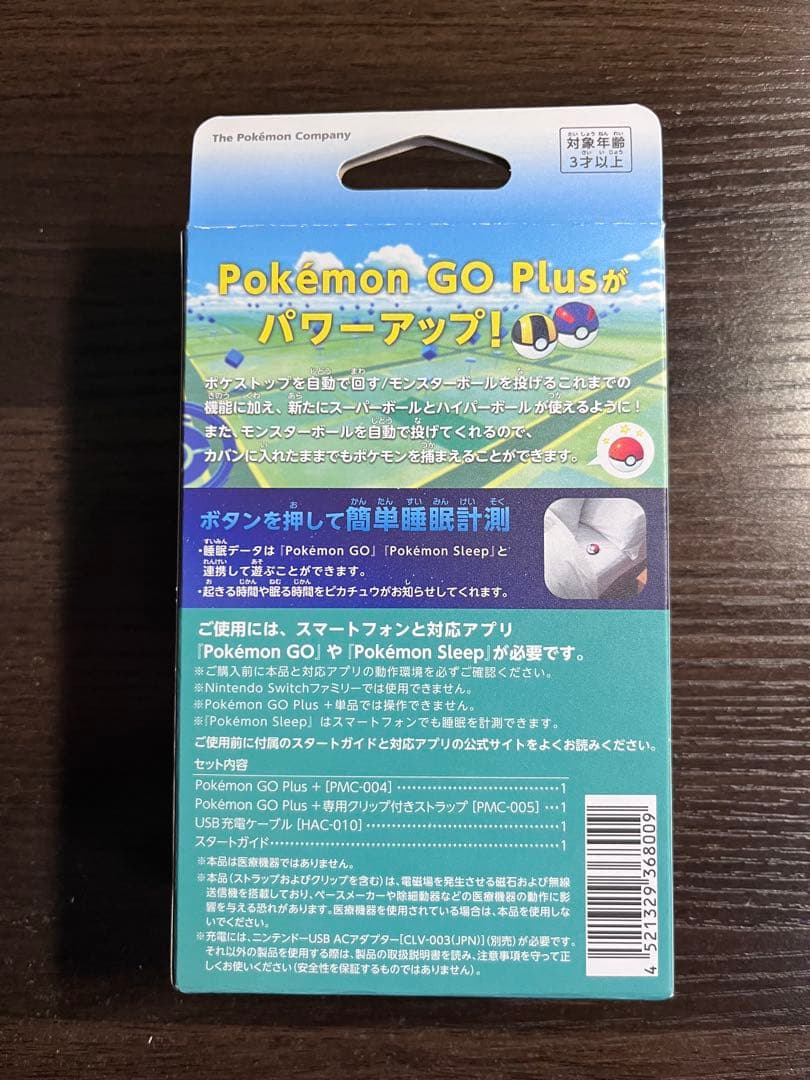 The Pokémon Company
対象年齢
たいしょうねんれい
3才以上
さいいじょう
Pokémon GO Plusが
パワーアップ!
ポケストップを自動で回す/モンスターボールを投げるこれまでの
機能に加え、新たにスーパーボールとハイパーボールが使えるように!
また、モンスターボールを自動で投げてくれるので、
カバンに入れたままでもポケモンを捕まえることができます。
ボタンを押して簡単睡眠計測
・睡眠データは『Pokémon GO』『Pokémon Sleep』と
連携して遊ぶことができます。
・起きる時間や眠る時間をピカチュウがお知らせしてくれます。
ご使用には、スマートフォンと対応アプリ
『Pokémon GO』や『Pokémon Sleep』が必要です。
※ご購入前に本品と対応アプリの動作環境を必ずご確認ください。
※Nintendo Switchファミリーでは使用できません。
※Pokémon GO Plus +単品では操作できません。
※『Pokémon Sleep』はスマートフォンでも睡眠を計測できます。
ご使用前に付属のスタートガイドと対応アプリの公式サイトをよくお読みください。
セット内容
Pokémon GO Plus + [PMC-004] ………………………………1
Pokémon GO Plus +専用クリップ付きストラップ [PMC-005] …1
USB充電ケーブル [HAC-010] ……………………………………1
スタートガイド……………………………………………………1
※本品は医療機器ではありません。
※本品(ストラップおよびクリップを含む)は、電磁場を発生させる磁石および無線
送信機を搭載しており、ペースメーカーや除細動器などの医療機器の動作に影
響を与える恐れがあります。医療機器を使用されている場合は、本品を使用しな
いでください。
※充電には、ニンテンドーUSB ACアダプター[CLV-003(JPN)](別売)が必要です。
それ以外の製品を使用する際は、製品の取扱説明書を読み、注意事項を守って正
しくお使いください(安全性を保証するものではありません)。
4 521329 368009